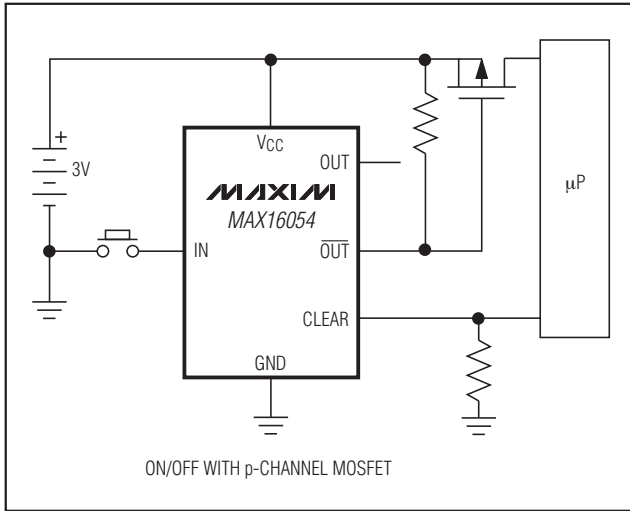 +
3V
VCC
OUT
MAXIM
MAX16054
IN
OUT
CLEAR
GND
µP
ON/OFF WITH p-CHANNEL MOSFET